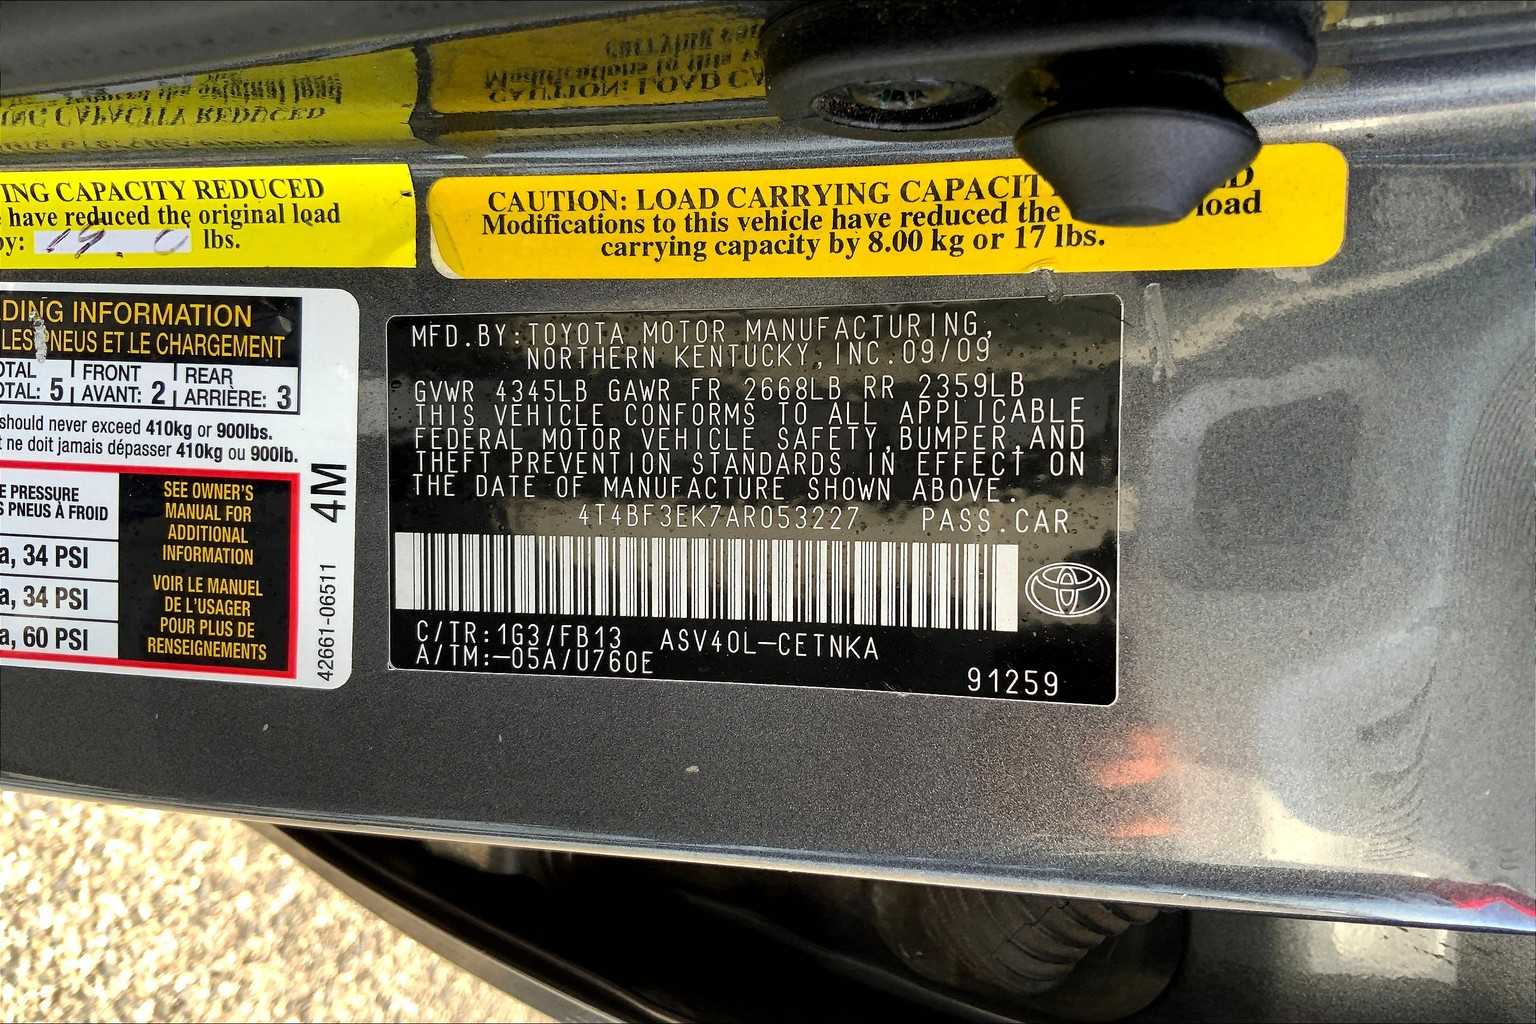 ING CAPACITY REDUCED
have reduced the original load
by: lbs.
CAUTION: LOAD CARRYING CAPACIT D
Modifications to this vehicle have reduced the load
carrying capacity by 8.00 kg or 17 lbs.
DING INFORMATION
LES PNEUS ET LE CHARGEMENT
OTAL FRONT REAR
OTAL: 5 AVANT: 2 ARRIÈRE: 3
should never exceed 410kg or 900lbs.
ne doit jamais dépasser 410kg ou 900lb.
E PRESSURE
S PNEUS À FROID
a, 34 PSI
a, 34 PSI
a, 60 PSI
SEE OWNER'S
MANUAL FOR
ADDITIONAL
INFORMATION
VOIR LE MANUEL
DE L'USAGER
POUR PLUS DE
RENSEIGNEMENTS
4M
42661-06511
MFD.BY:TOYOTA MOTOR MANUFACTURING,
NORTHERN KENTUCKY,INC.09/09
GVWR 4345LB GAWR FR 2668LB RR 2359LB
THIS VEHICLE CONFORMS TO ALL APPLICABLE
FEDERAL MOTOR VEHICLE SAFETY,BUMPER,AND
THEFT PREVENTION STANDARDS IN EFFECT ON
THE DATE OF MANUFACTURE SHOWN ABOVE.
4T4BF3EK7AR053227 PASS.CAR
C/TR:1G3/FB13 ASV40L-CETNKA
A/TM:-05A/U760E
91259